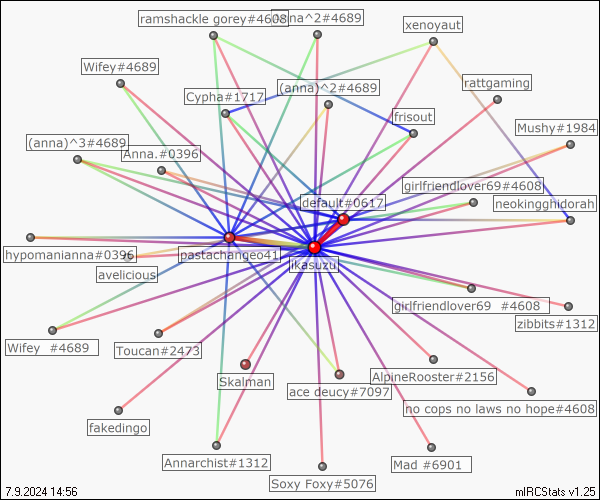 ramshackle gorey#4608
anna^2#4689
xenoyaut
Wifey#4689
rattgaming
(anna)^2#4689
Cypha#1717
frisout
Mushy#1984
(anna)^3#4689
Anna.#0396
girlfriendlover69#4608
default#0617
neokingghidorah
hypomanianna#0396
pastachangeo41
ikasuzu
avelicious
girlfriendlover69  #4608
zibbits#1312
Wifey  #4689
Toucan#2473
AlpineRooster#2156
Skalman
ace deucy#7097
no cops no laws no hope#4608
fakedingo
Annarchist#1312
Mad #6901
Soxy Foxy#5076
7.9.2024 14:56
mIRCStats v1.25